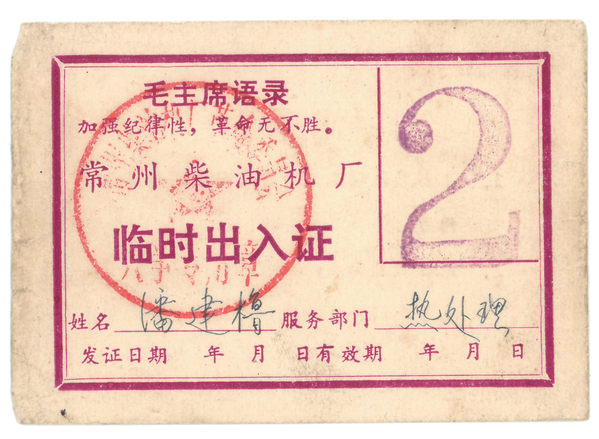 毛主席语录
加强纪律性，革命无不胜。
常州柴油机厂
2
临时出入证
姓名 潘建橹 服务部门 热处理
发证日期 年 月 日有效期 年 月 日